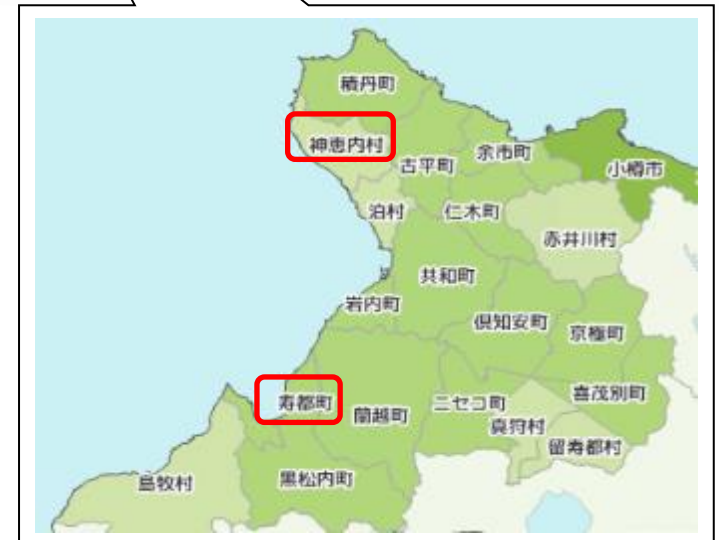 積丹町
神恵内村
古平町
余市町
小樽市
泊村
仁木町
赤井川村
共和町
岩内町
倶知安町
京極町
寿都町
蘭越町
ニセコ町
喜茂別町
真狩村
留寿都村
島牧村
黒松内町